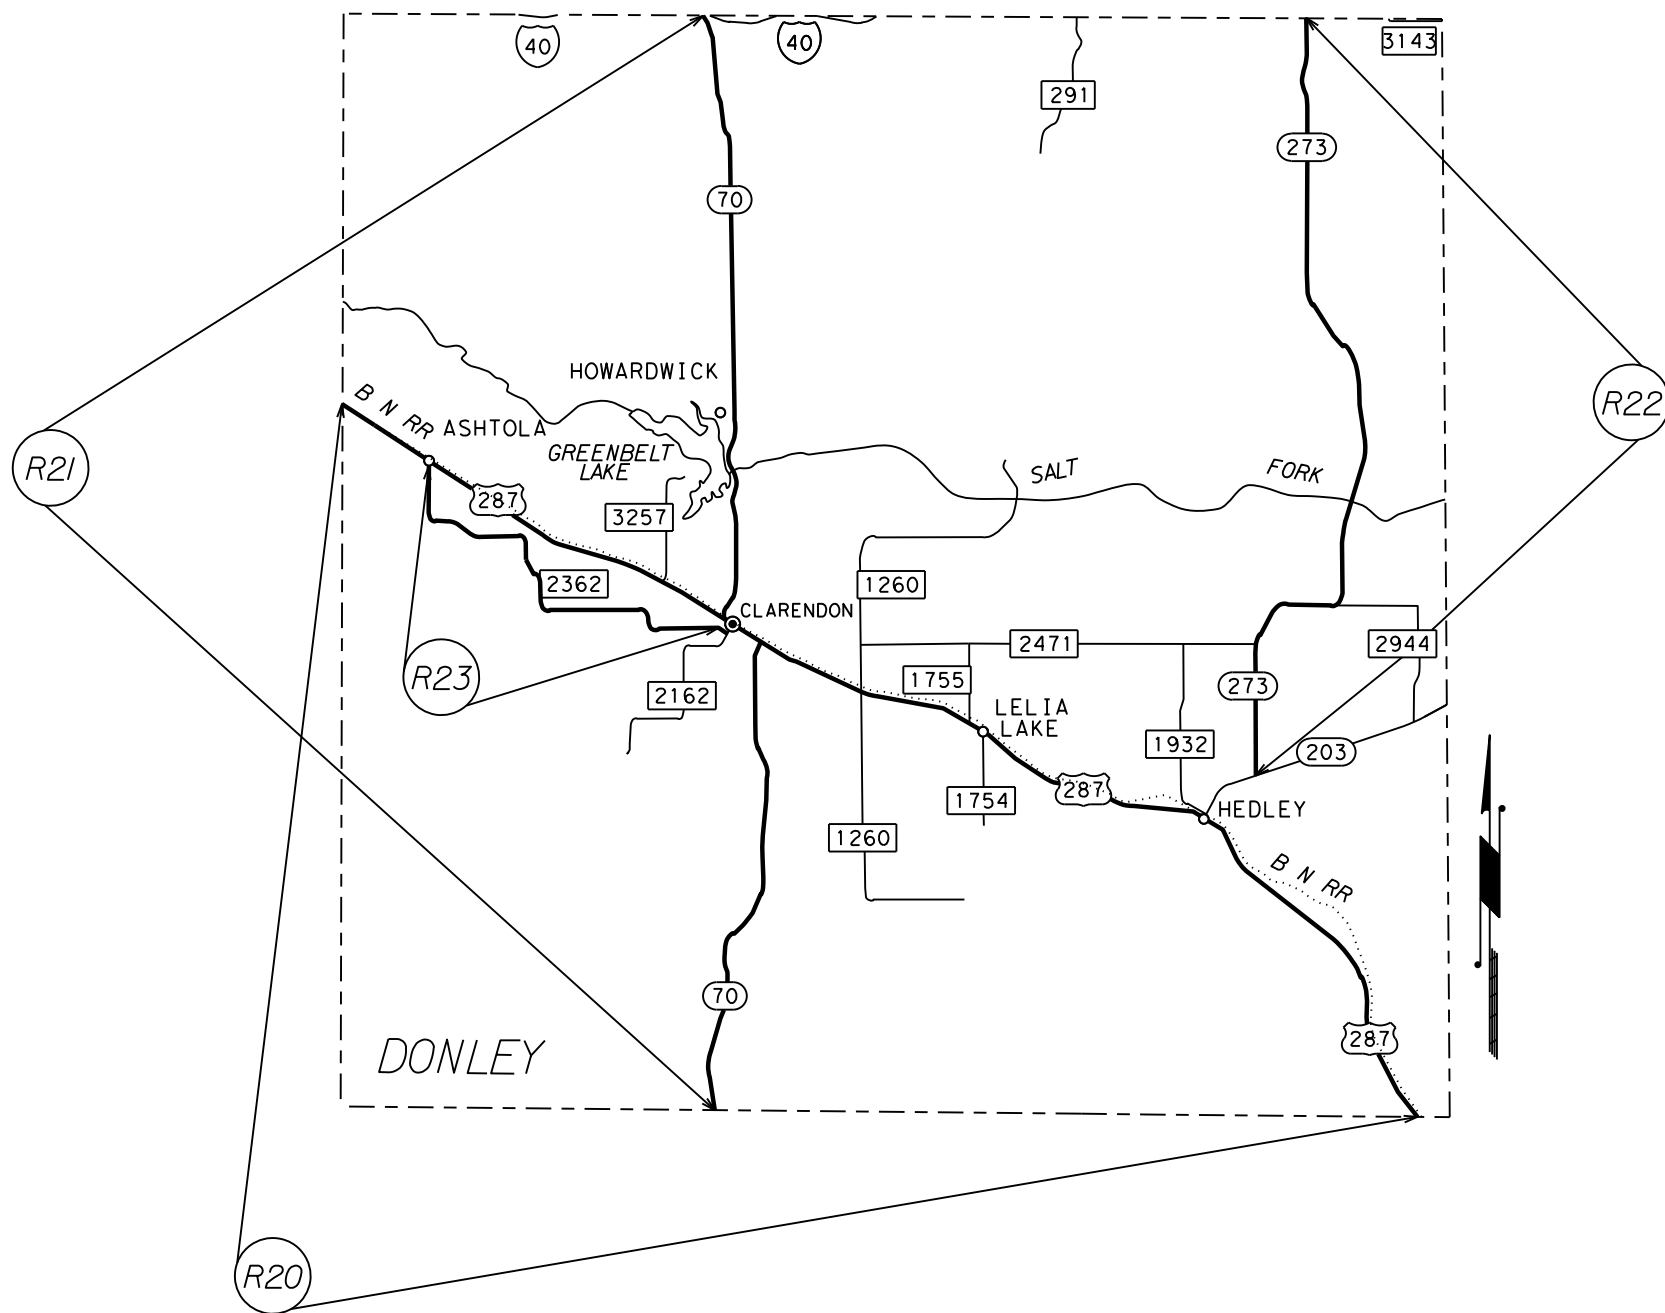 40
40
3143
291
273
70
HOWARDWICK
B N RR
ASHTOLA
R22
GREENBELT
LAKE
SALT
FORK
R21
287
3257
2362
1260
CLARENDON
2471
2944
R23
2162
1755
273
LELIA
LAKE
1932
203
287
1754
HEDLEY
1260
B N RR
70
287
DONLEY
R20